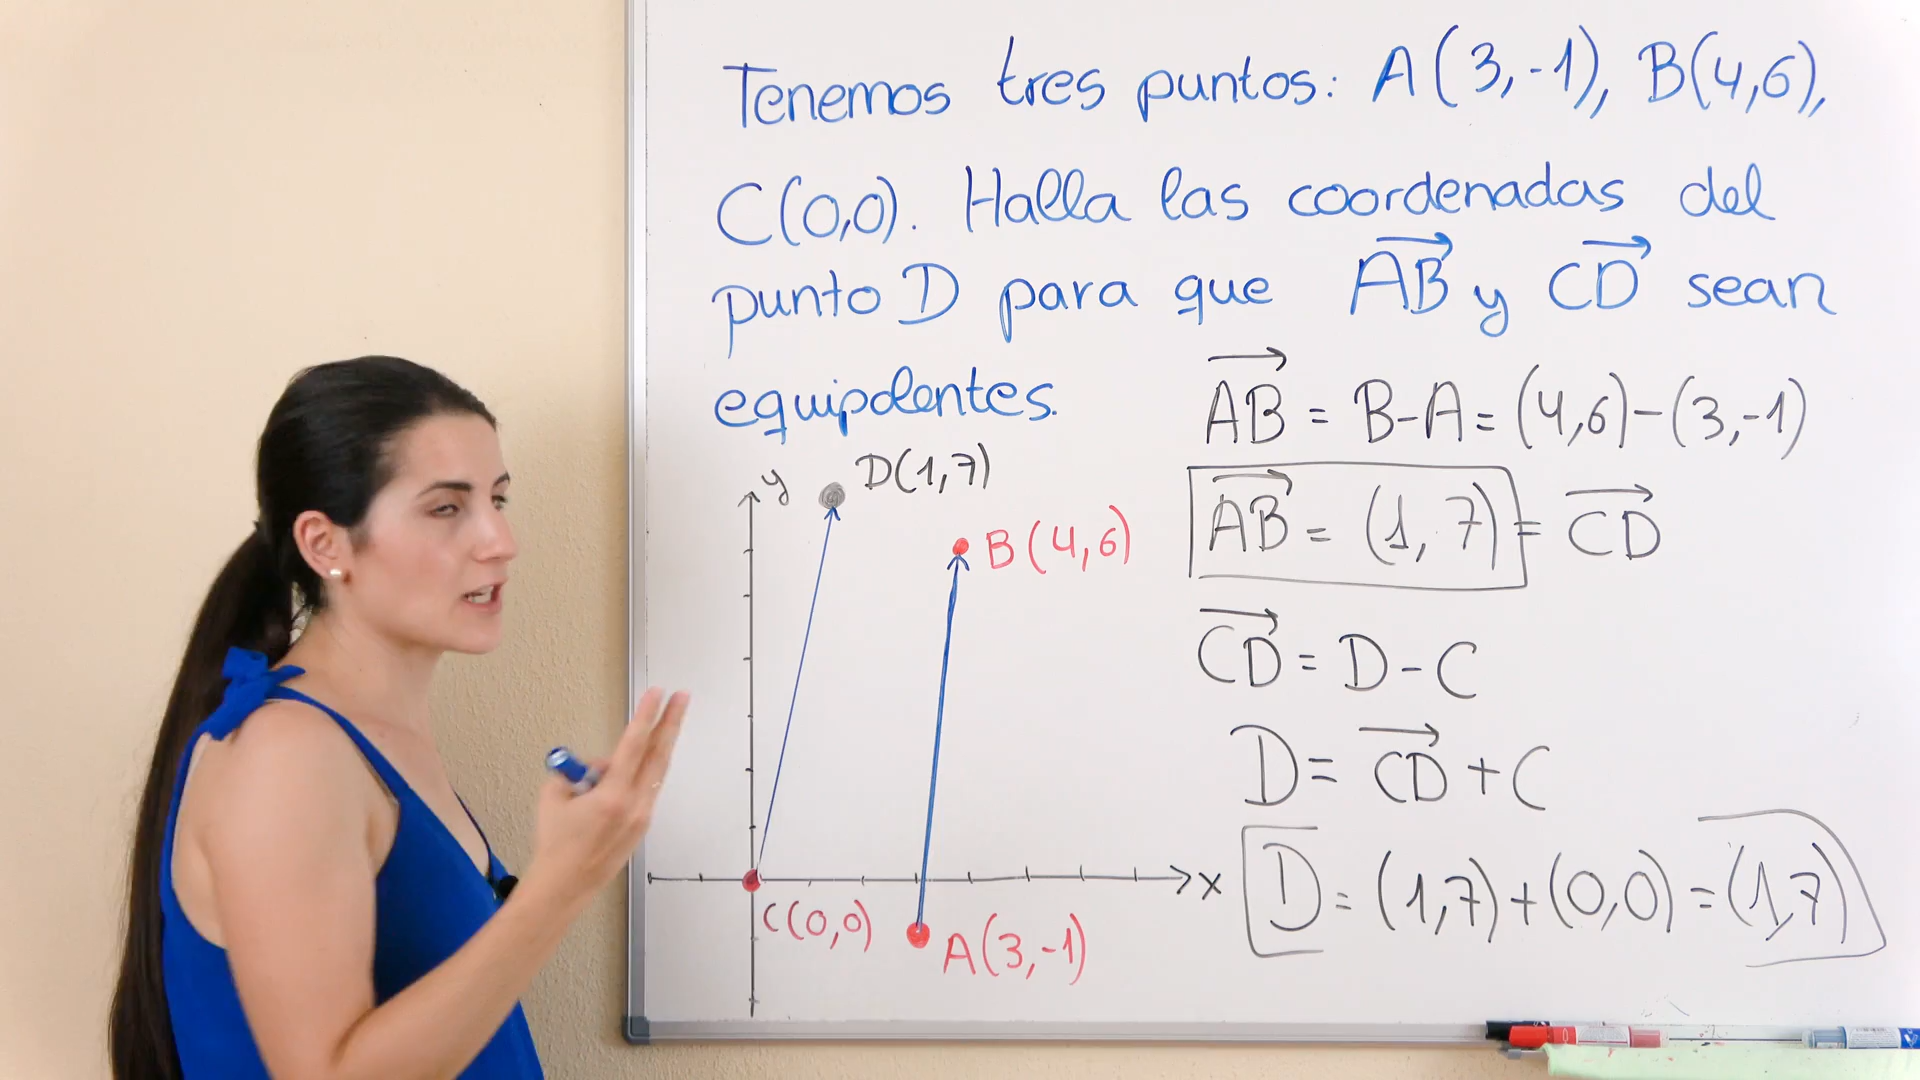 Tenemos tres puntos: A(3,-1), B(4,6),
C(0,0). Halla las coordenadas del
punto D para que AB⃗ y CD⃗ sean
equipolentes.
AB⃗ = B-A = (4,6)-(3,-1)
AB⃗ = (1,7) = CD⃗
CD⃗ = D-C
D = CD⃗ + C
D = (1,7)+(0,0) = (1,7)
y
D(1,7)
B(4,6)
x
C(0,0)
A(3,-1)